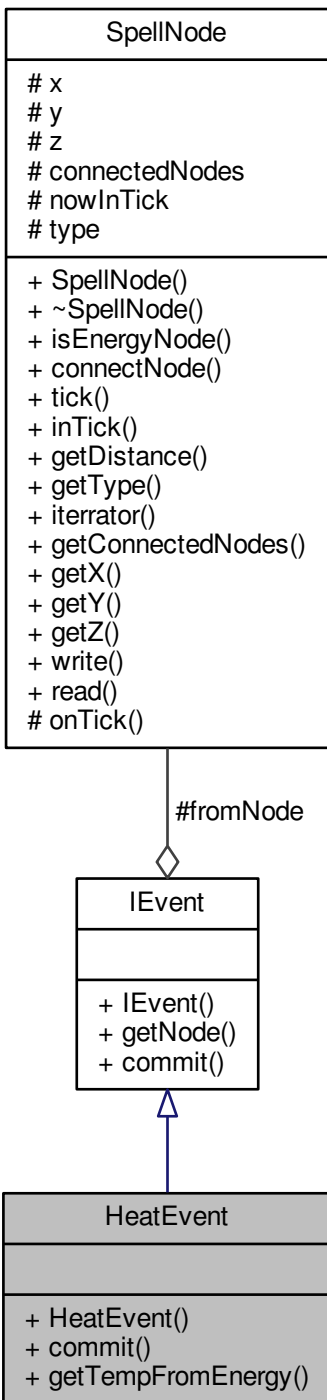 SpellNode
# x
# y
# z
# connectedNodes
# nowInTick
# type
+ SpellNode()
+ ~SpellNode()
+ isEnergyNode()
+ connectNode()
+ tick()
+ inTick()
+ getDistance()
+ getType()
+ iterrator()
+ getConnectedNodes()
+ getX()
+ getY()
+ getZ()
+ write()
+ read()
# onTick()
#fromNode
IEvent
+ IEvent()
+ getNode()
+ commit()
HeatEvent
+ HeatEvent()
+ commit()
+ getTempFromEnergy()